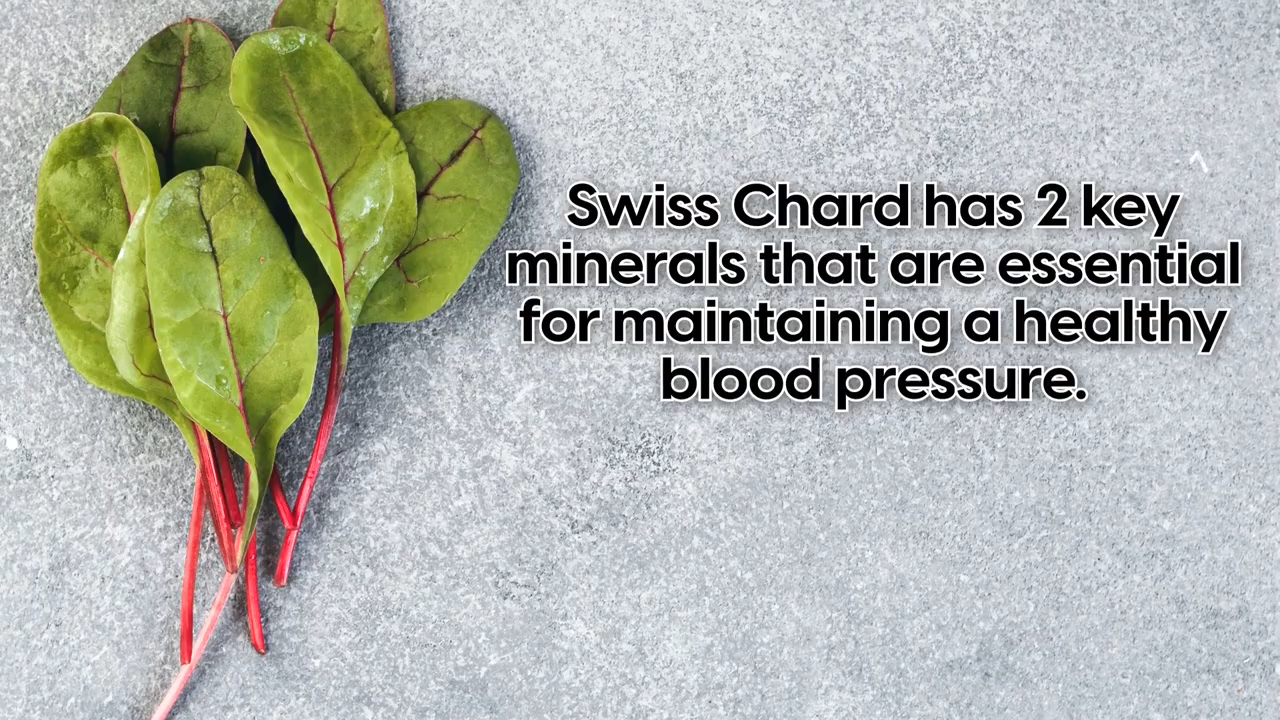 Swiss Chard has 2 key
minerals that are essential
for maintaining a healthy
blood pressure.